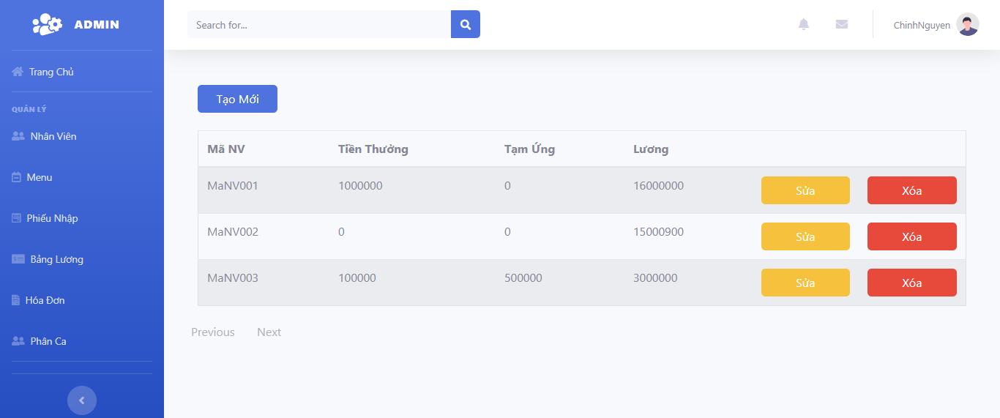 ADMIN
Search for...
ChinhNguyen
Trang Chủ
QUẢN LÝ
Nhân Viên
Menu
Phiếu Nhập
Bảng Lương
Hóa Đơn
Phân Ca
Tạo Mới
Mã NV Tiền Thưởng Tạm Ứng Lương
MaNV001 1000000 0 16000000 Sửa Xóa
MaNV002 0 0 15000900 Sửa Xóa
MaNV003 100000 500000 3000000 Sửa Xóa
Previous Next